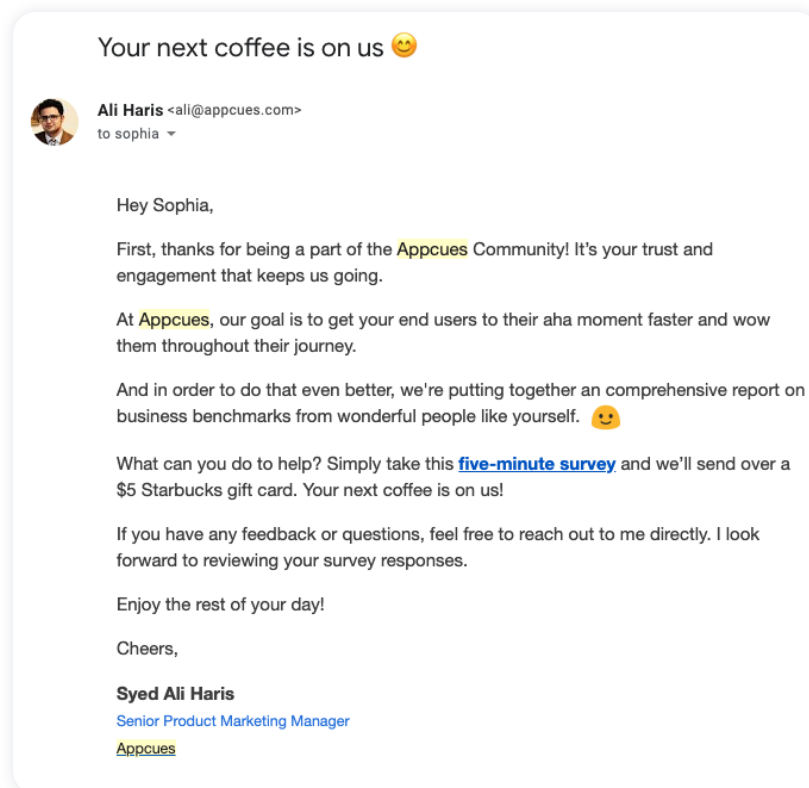 Your next coffee is on us 😊
Ali Haris <ali@appcues.com>
to sophia
Hey Sophia,
First, thanks for being a part of the Appcues Community! It’s your trust and
engagement that keeps us going.
At Appcues, our goal is to get your end users to their aha moment faster and wow
them throughout their journey.
And in order to do that even better, we're putting together an comprehensive report on
business benchmarks from wonderful people like yourself. 🙂
What can you do to help? Simply take this five-minute survey and we’ll send over a
$5 Starbucks gift card. Your next coffee is on us!
If you have any feedback or questions, feel free to reach out to me directly. I look
forward to reviewing your survey responses.
Enjoy the rest of your day!
Cheers,
Syed Ali Haris
Senior Product Marketing Manager
Appcues